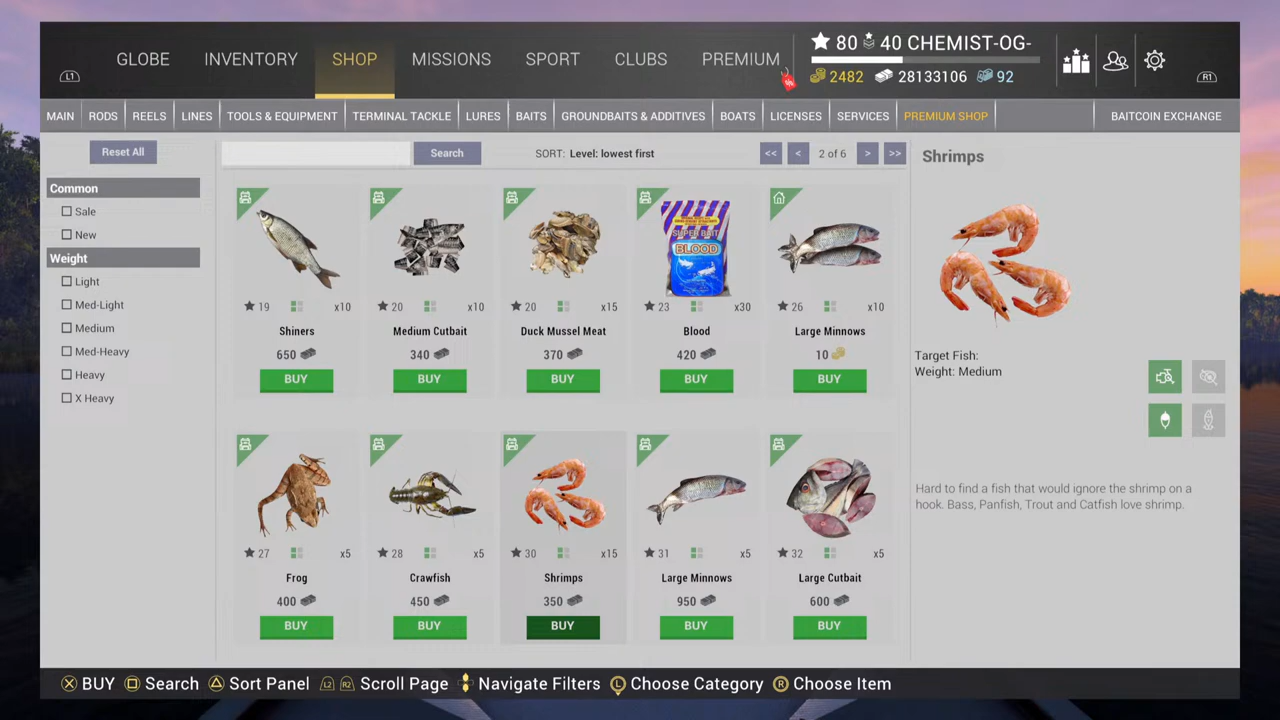 GLOBE INVENTORY SHOP MISSIONS SPORT CLUBS PREMIUM
80 40 CHEMIST-OG-
2482 28133106 92
L1
R1
MAIN RODS REELS LINES TOOLS & EQUIPMENT TERMINAL TACKLE LURES BAITS GROUNDBAITS & ADDITIVES BOATS LICENSES SERVICES PREMIUM SHOP BAITCOIN EXCHANGE
Reset All
Search SORT: Level: lowest first << < 2 of 6 > >>
Common
Sale
New
Weight
Light
Med-Light
Medium
Med-Heavy
Heavy
X Heavy
SUPER BAIT
BLOOD
19 x10 20 x10 20 x15 23 x30 26 x10
Shiners Medium Cutbait Duck Mussel Meat Blood Large Minnows
650 340 370 420 10
BUY BUY BUY BUY BUY
27 x5 28 x5 30 x15 31 x5 32 x5
Frog Crawfish Shrimps Large Minnows Large Cutbait
400 450 350 950 600
BUY BUY BUY BUY BUY
Shrimps
Target Fish:
Weight: Medium
Hard to find a fish that would ignore the shrimp on a
hook. Bass, Panfish, Trout and Catfish love shrimp.
BUY Search Sort Panel L2 R2 Scroll Page Navigate Filters L Choose Category R Choose Item